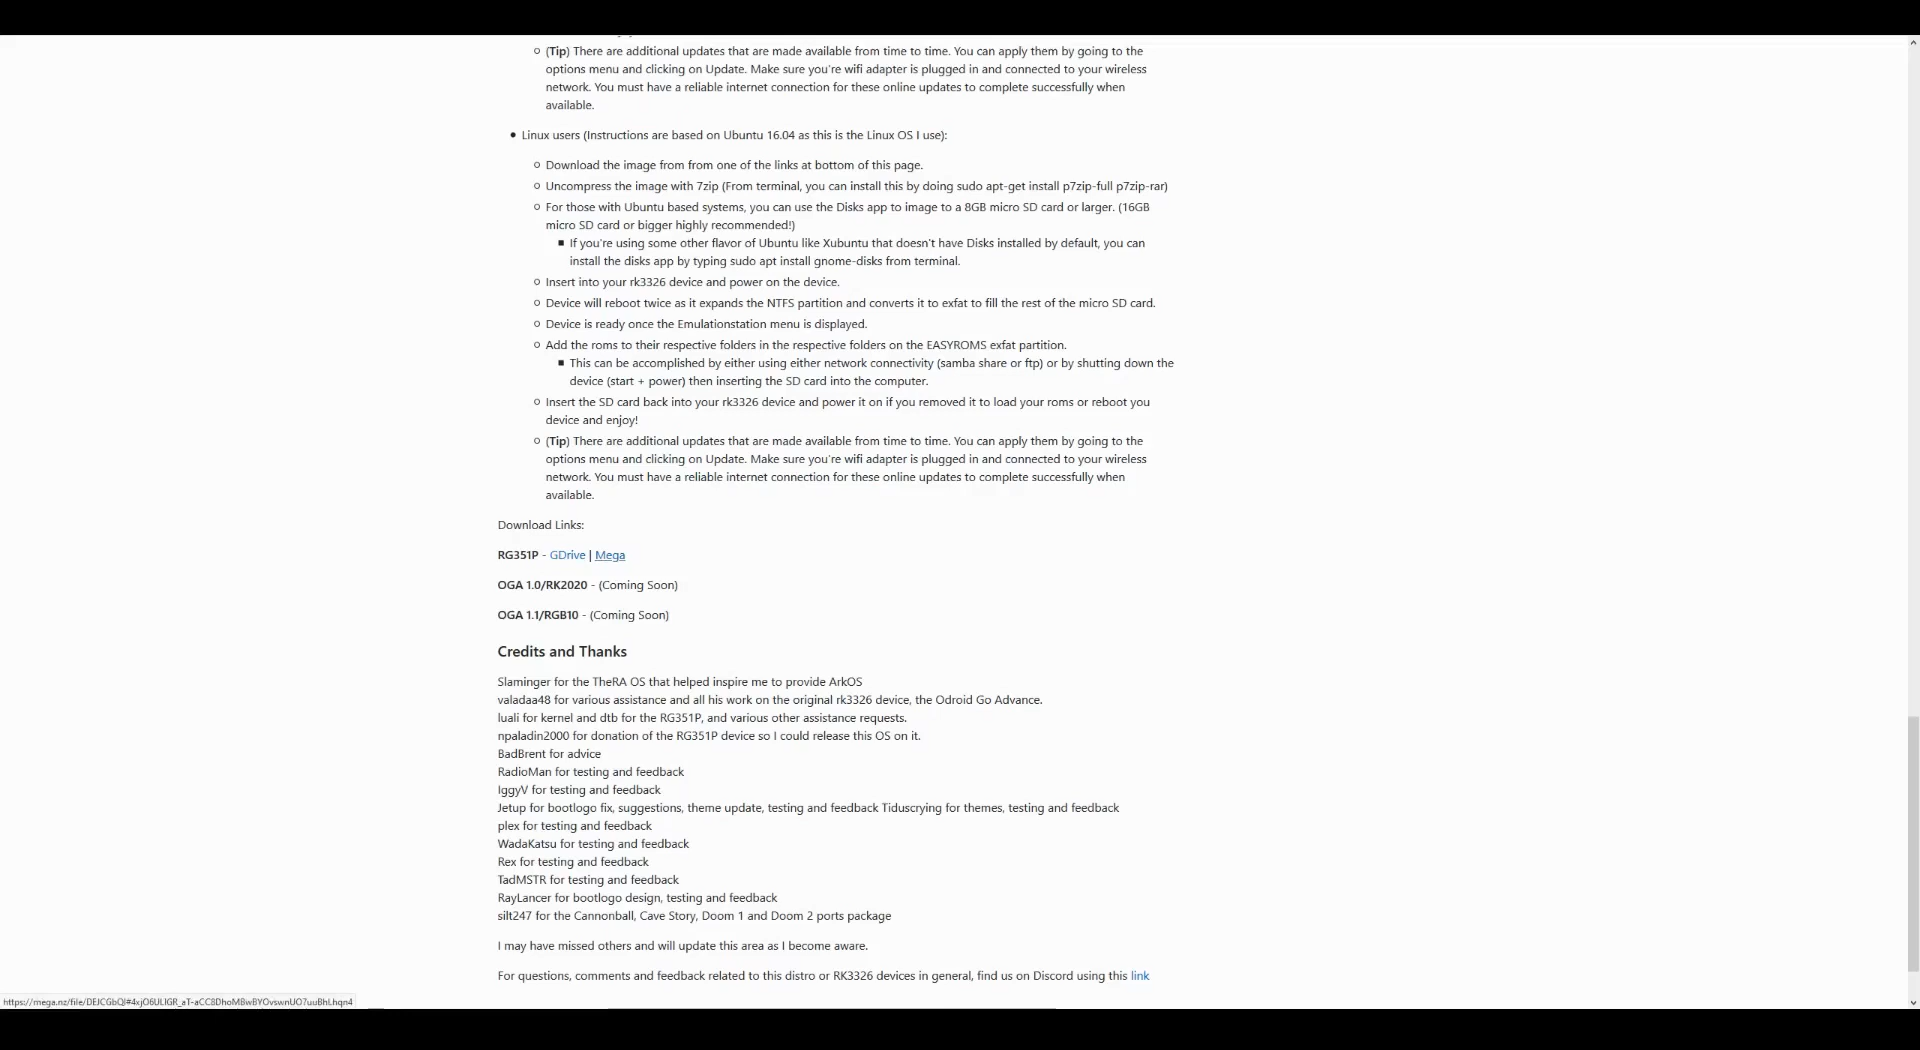 (Tip) There are additional updates that are made available from time to time. You can apply them by going to the
options menu and clicking on Update. Make sure you're wifi adapter is plugged in and connected to your wireless
network. You must have a reliable internet connection for these online updates to complete successfully when
available.
Linux users (Instructions are based on Ubuntu 16.04 as this is the Linux OS I use):
Download the image from from one of the links at bottom of this page.
Uncompress the image with 7zip (From terminal, you can install this by doing sudo apt-get install p7zip-full p7zip-rar)
For those with Ubuntu based systems, you can use the Disks app to image to a 8GB micro SD card or larger. (16GB
micro SD card or bigger highly recommended!)
If you're using some other flavor of Ubuntu like Xubuntu that doesn't have Disks installed by default, you can
install the disks app by typing sudo apt install gnome-disks from terminal.
Insert into your rk3326 device and power on the device.
Device will reboot twice as it expands the NTFS partition and converts it to exfat to fill the rest of the micro SD card.
Device is ready once the Emulationstation menu is displayed.
Add the roms to their respective folders in the respective folders on the EASYROMS exfat partition.
This can be accomplished by either using either network connectivity (samba share or ftp) or by shutting down the
device (start + power) then inserting the SD card into the computer.
Insert the SD card back into your rk3326 device and power it on if you removed it to load your roms or reboot you
device and enjoy!
(Tip) There are additional updates that are made available from time to time. You can apply them by going to the
options menu and clicking on Update. Make sure you're wifi adapter is plugged in and connected to your wireless
network. You must have a reliable internet connection for these online updates to complete successfully when
available.
Download Links:
RG351P - GDrive | Mega
OGA 1.0/RK2020 - (Coming Soon)
OGA 1.1/RGB10 - (Coming Soon)
Credits and Thanks
Slaminger for the TheRA OS that helped inspire me to provide ArkOS
valadaa48 for various assistance and all his work on the original rk3326 device, the Odroid Go Advance.
luali for kernel and dtb for the RG351P, and various other assistance requests.
npaladin2000 for donation of the RG351P device so I could release this OS on it.
BadBrent for advice
RadioMan for testing and feedback
IggyV for testing and feedback
Jetup for bootlogo fix, suggestions, theme update, testing and feedback Tiduscrying for themes, testing and feedback
plex for testing and feedback
WadaKatsu for testing and feedback
Rex for testing and feedback
TadMSTR for testing and feedback
RayLancer for bootlogo design, testing and feedback
silt247 for the Cannonball, Cave Story, Doom 1 and Doom 2 ports package
I may have missed others and will update this area as I become aware.
For questions, comments and feedback related to this distro or RK3326 devices in general, find us on Discord using this link